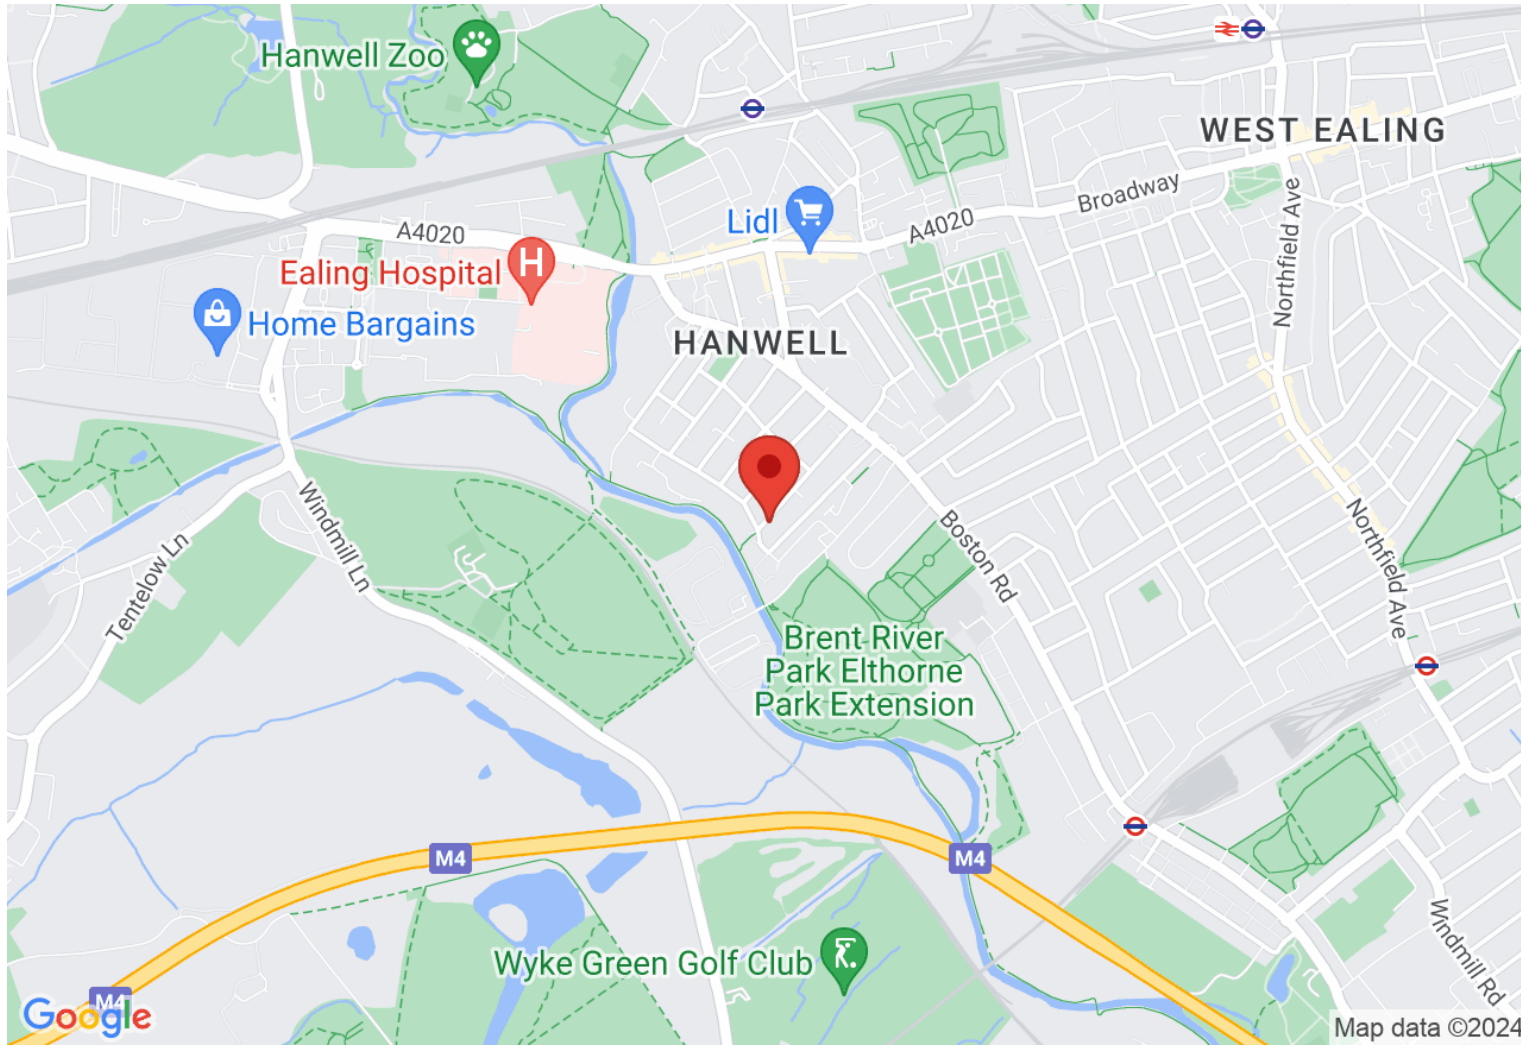 Hanwell Zoo
WEST EALING
Broadway
Lidl
A4020
A4020
Northfield Ave
Ealing Hospital
H
Home Bargains
HANWELL
Windmill Ln
Tentelow Ln
Boston Rd
Northfield Ave
Brent River
Park Elthorne
Park Extension
M4
M4
Wyke Green Golf Club
Windmill Rd
M4
Google
Map data ©2024